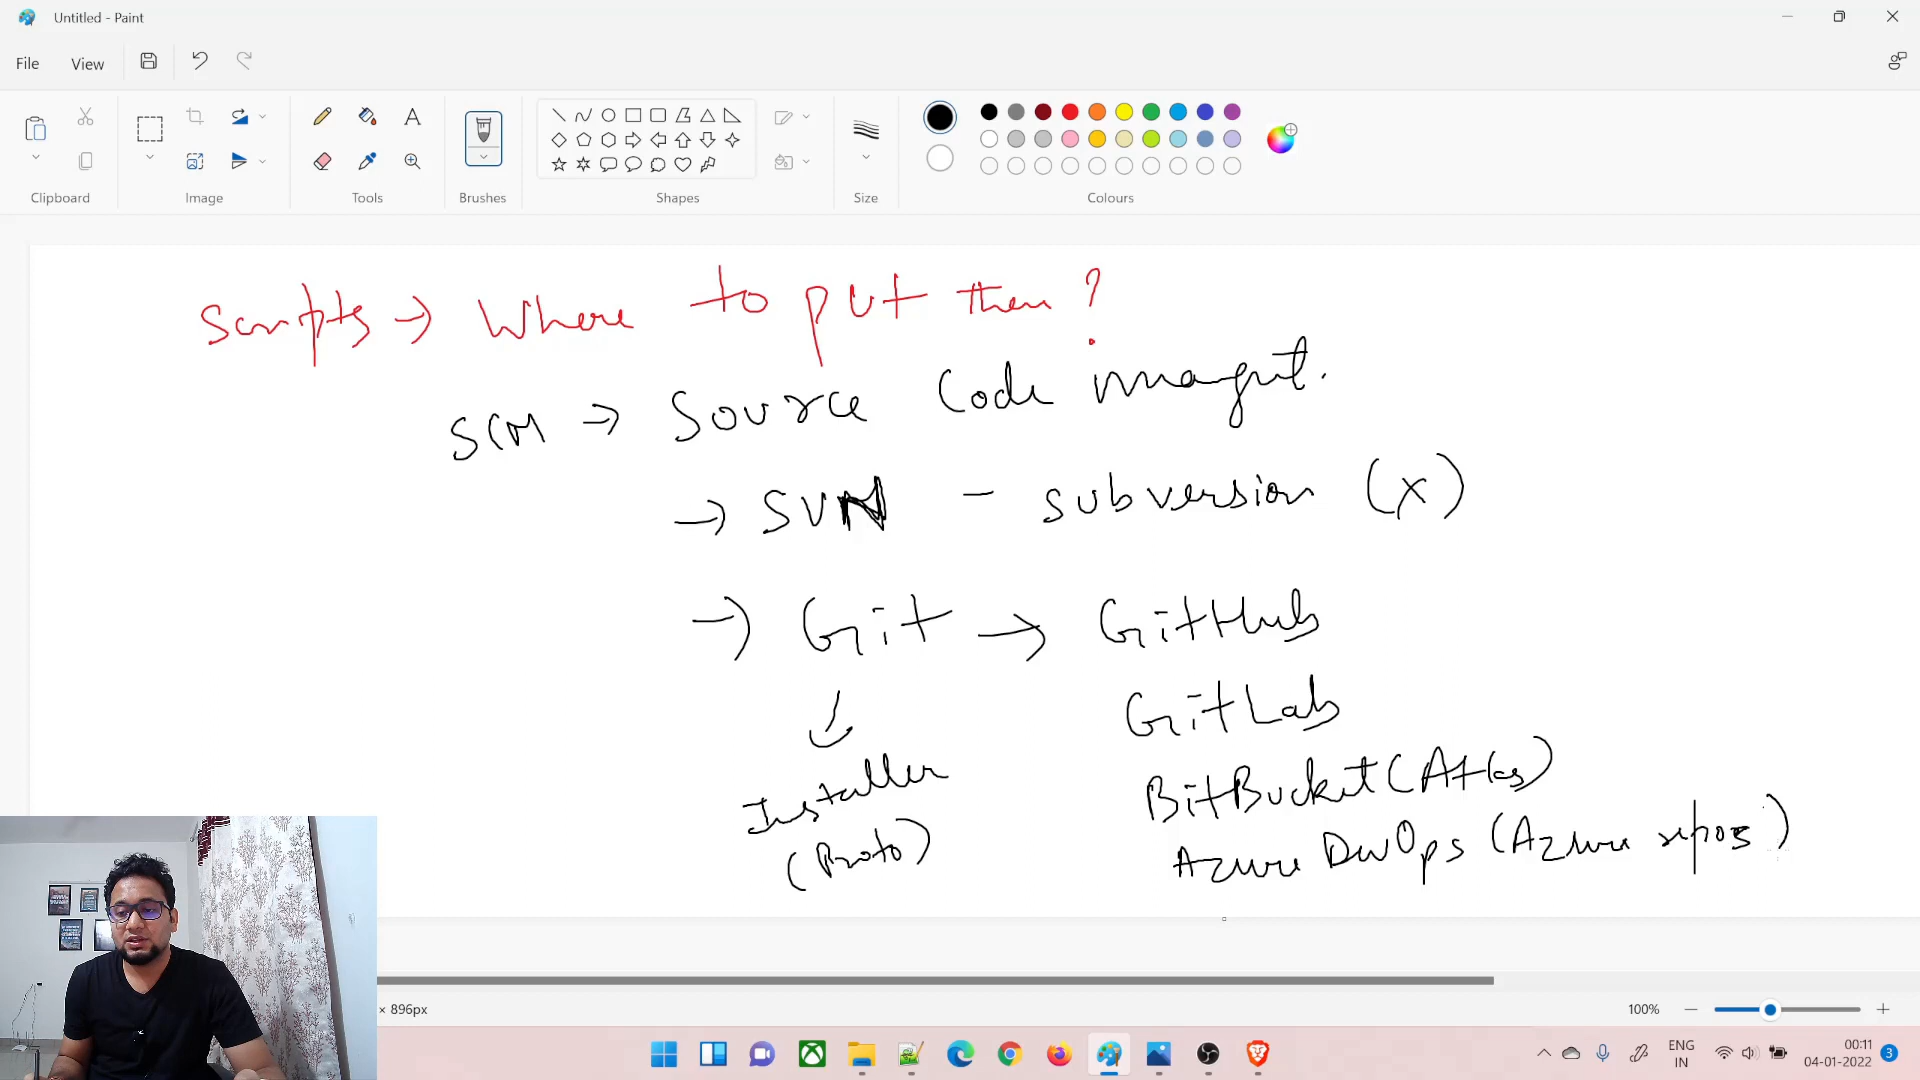 Untitled - Paint
File View
Clipboard Image Tools Brushes Shapes Size Colours
Scripts → Where to put them ?
SCM → Source Code mangmt.
→ SVN - subversion (x)
→ Git → GitHub
GitLab
Installer BitBucket (Atlas)
(Proto) Azure DevOps (Azure repos)
× 896px 100%
ENG 00:11
IN 04-01-2022 3